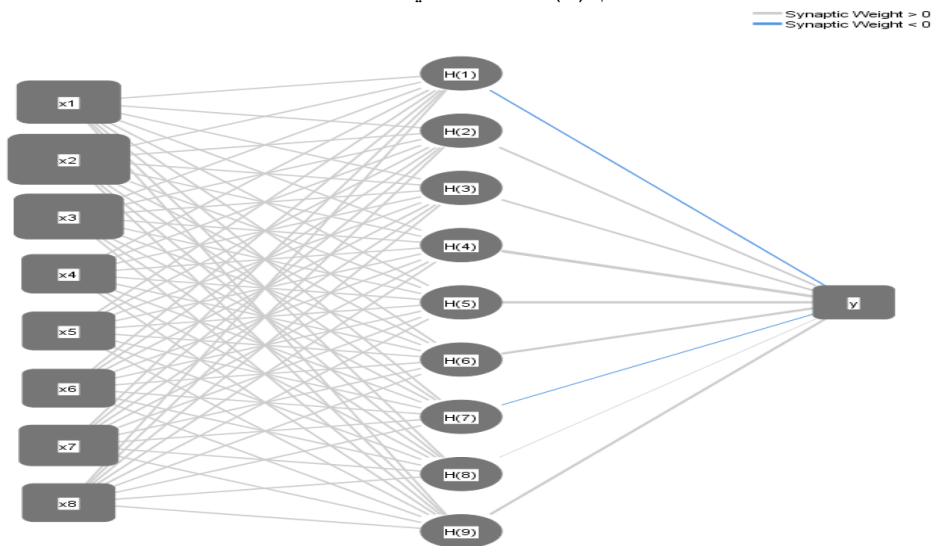 Synaptic Weight > 0
Synaptic Weight < 0
H(1)
x1
H(2)
x2
H(3)
x3
H(4)
x4
H(5)
y
x5
H(6)
x6
H(7)
x7
H(8)
x8
H(9)